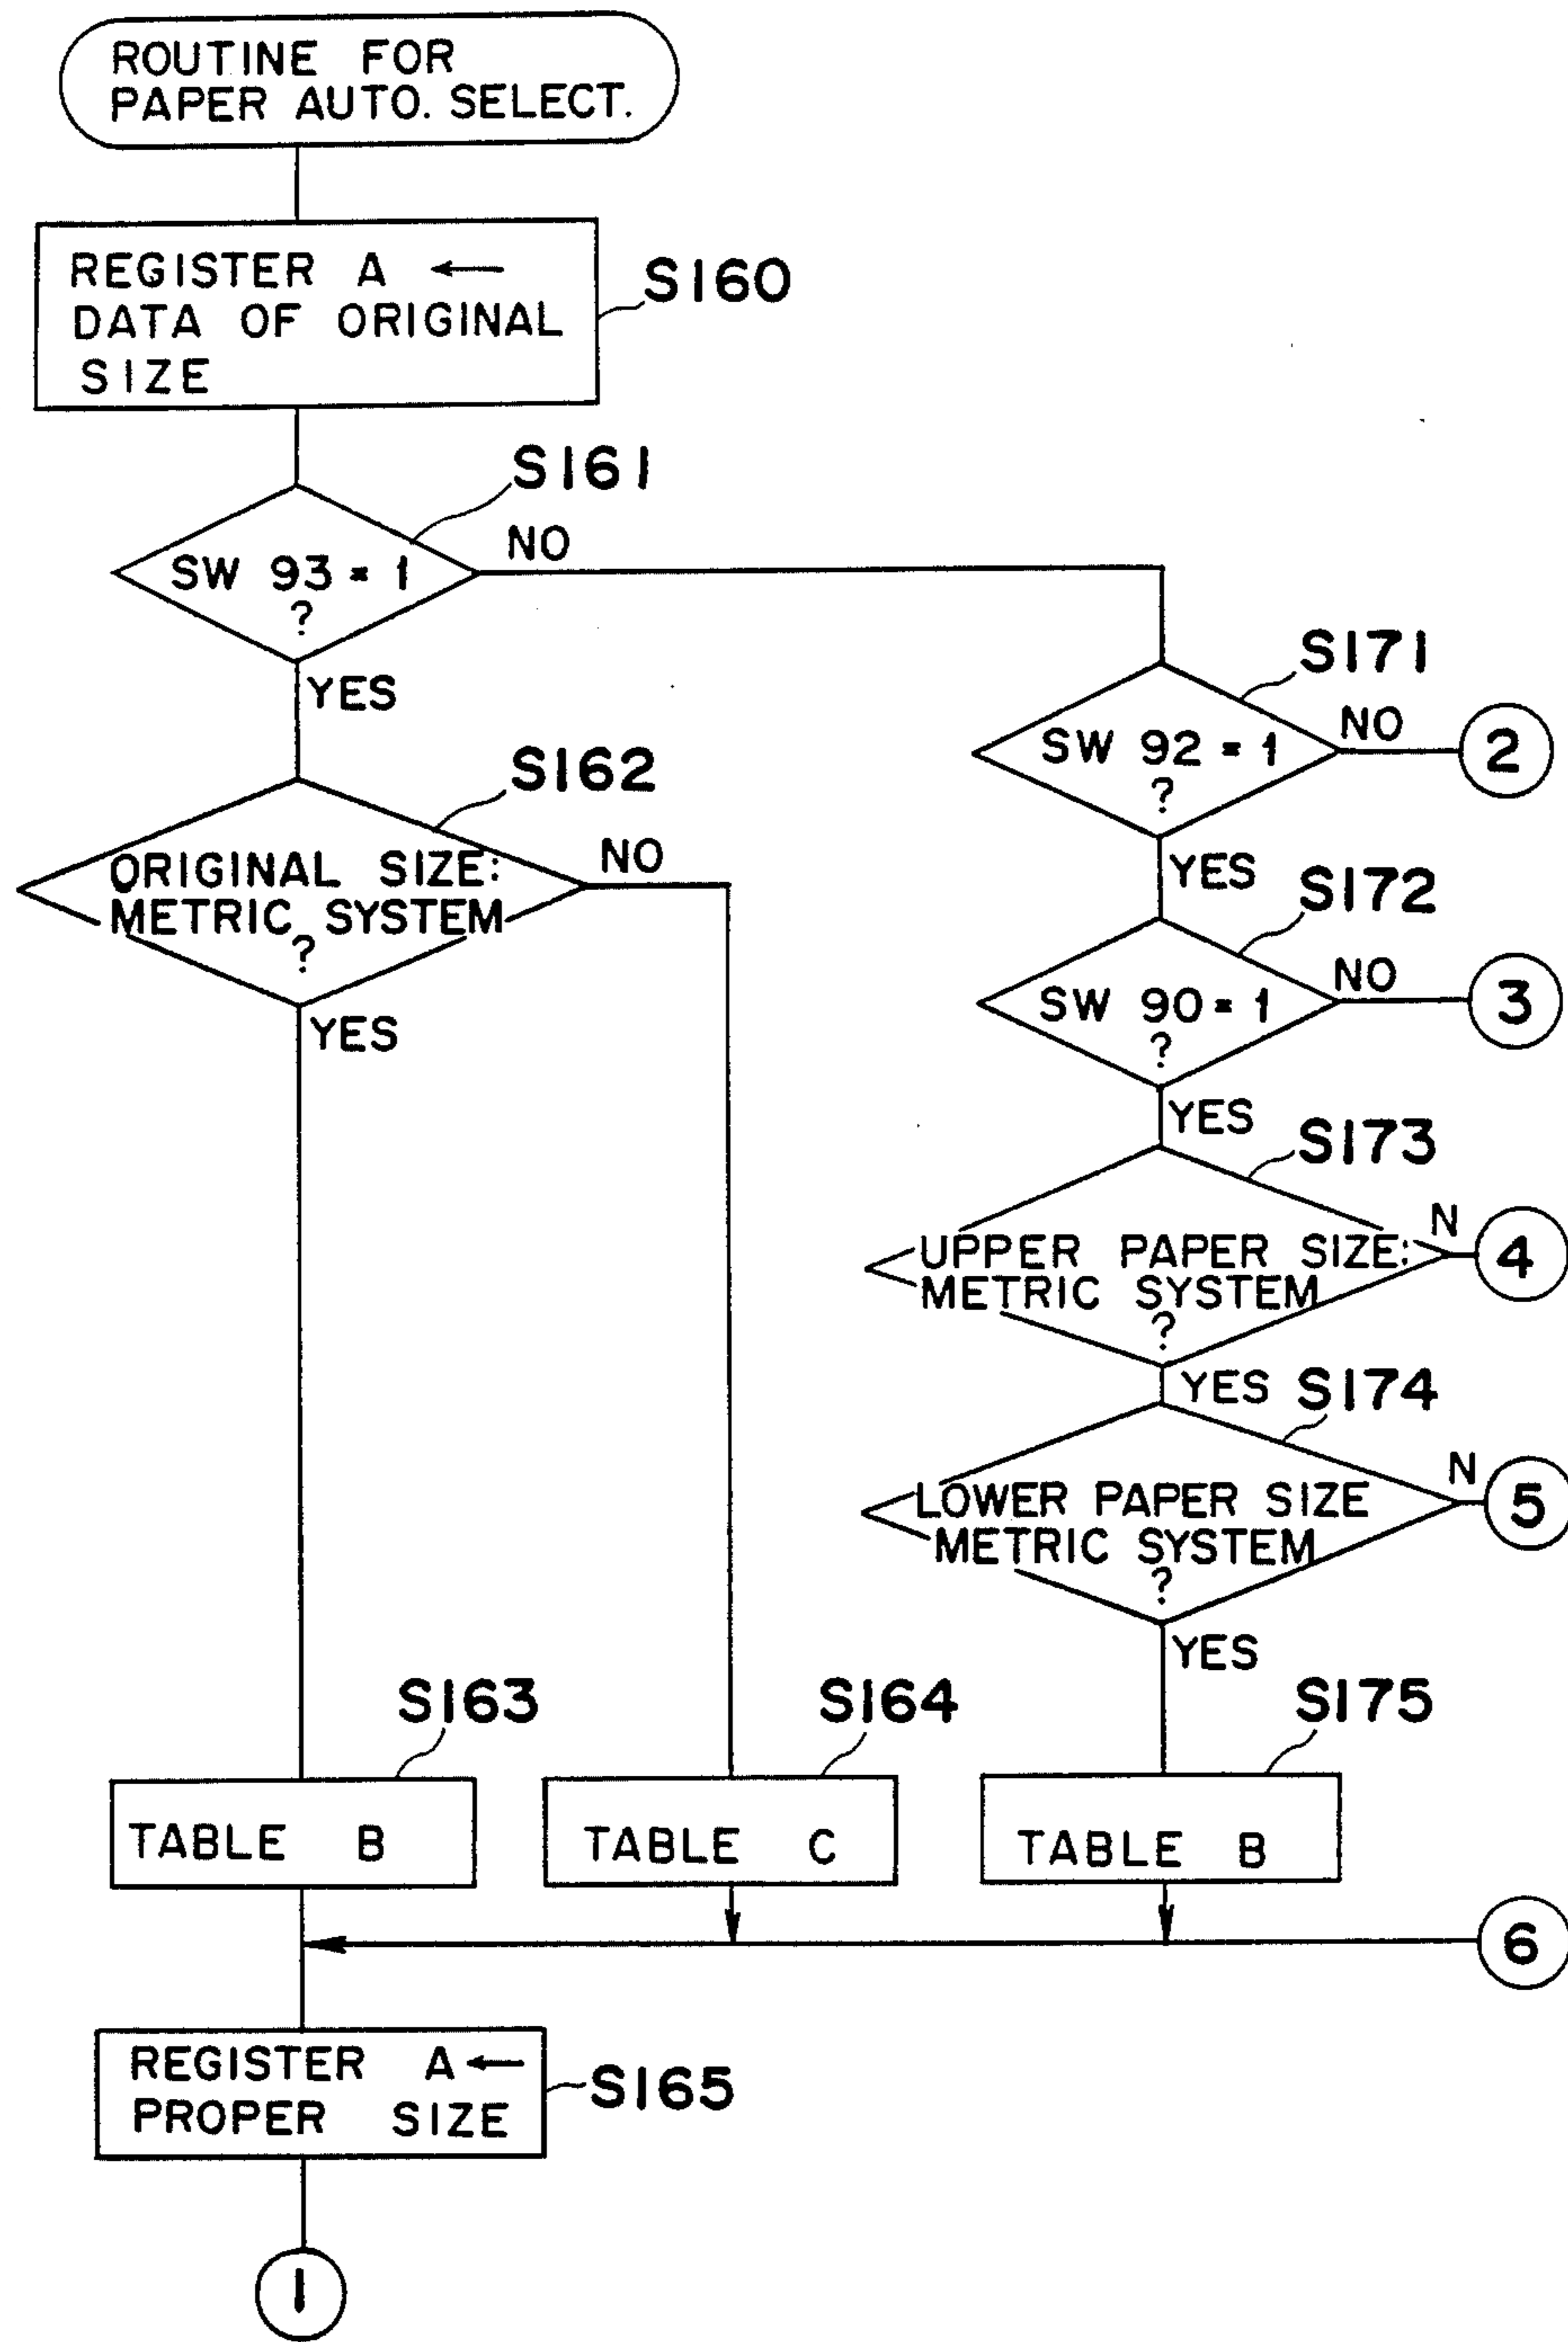 ROUTINE FOR
PAPER AUTO. SELECT.
REGISTER A ←
DATA OF ORIGINAL
SIZE
S160
S161
SW 93 = 1
?
NO
YES
S162
ORIGINAL SIZE:
METRIC SYSTEM
?
NO
YES
S171
SW 92 = 1
?
NO
2
YES
S172
SW 90 = 1
?
NO
3
YES
S173
UPPER PAPER SIZE:
METRIC SYSTEM
?
N
4
YES
S174
LOWER PAPER SIZE
METRIC SYSTEM
?
N
5
YES
S163
TABLE B
S164
TABLE C
S175
TABLE B
6
REGISTER A ←
PROPER SIZE
S165
1